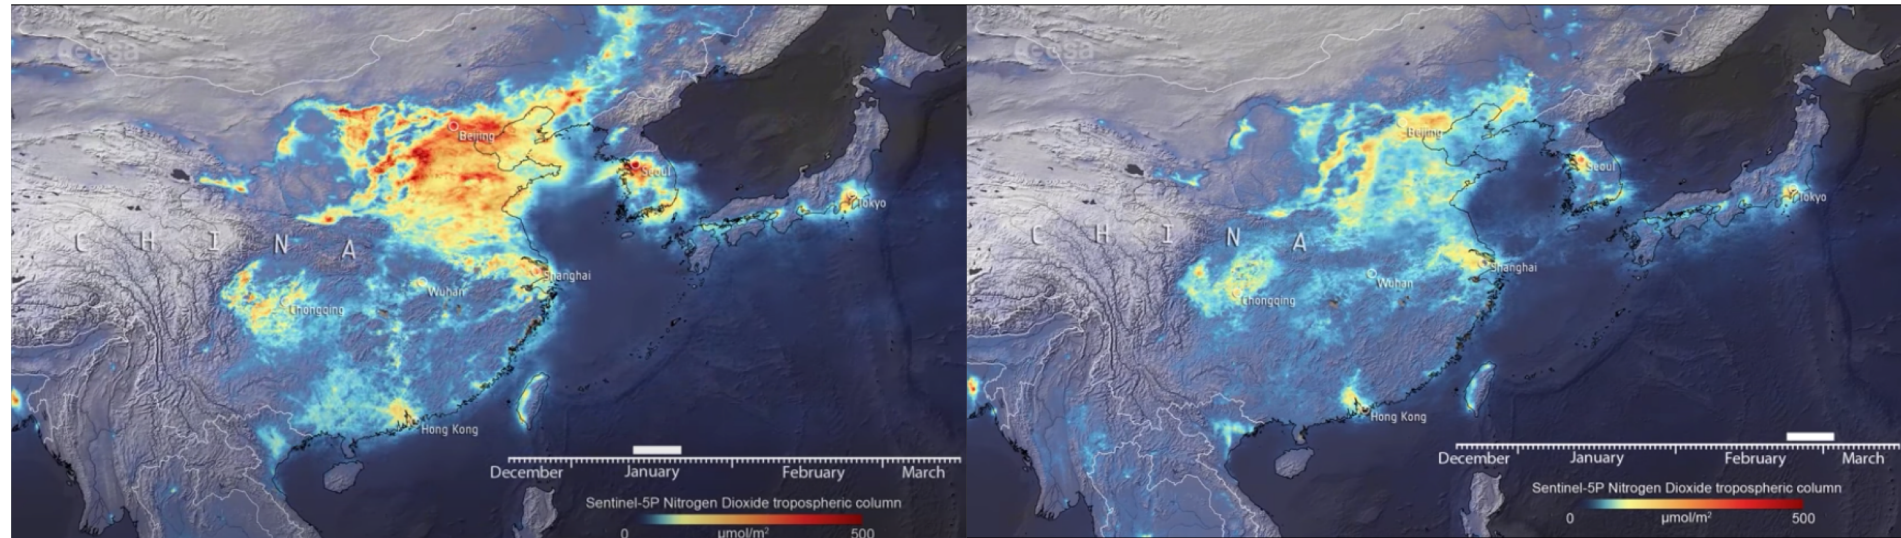 esa
Beijing
Seoul
Tokyo
C H I N A
Shanghai
Wuhan
Chongqing
Hong Kong
December January February March
Sentinel-5P Nitrogen Dioxide tropospheric column
0 µmol/m² 500
esa
Beijing
Seoul
Tokyo
C H I N A
Shanghai
Wuhan
Chongqing
Hong Kong
December January February March
Sentinel-5P Nitrogen Dioxide tropospheric column
0 µmol/m² 500